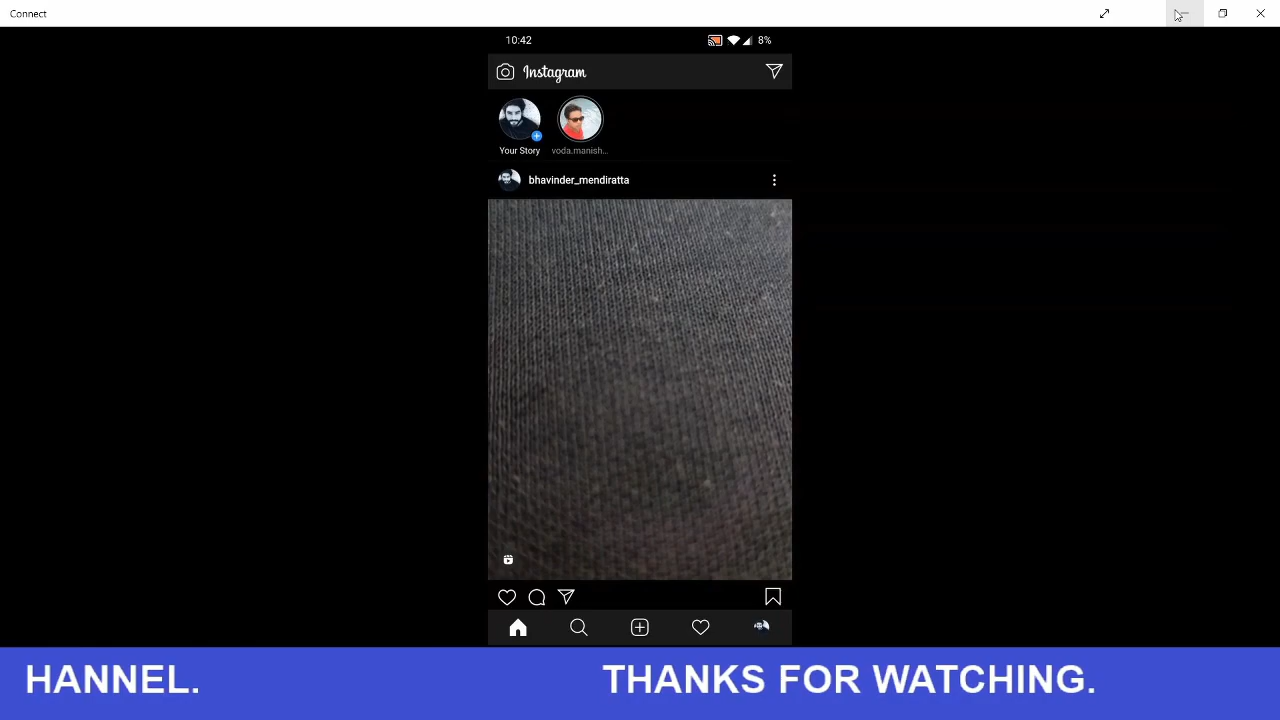 Connect
10:42
8%
Instagram
Your Story
voda.manish...
bhavinder_mendiratta
HANNEL.
THANKS FOR WATCHING.